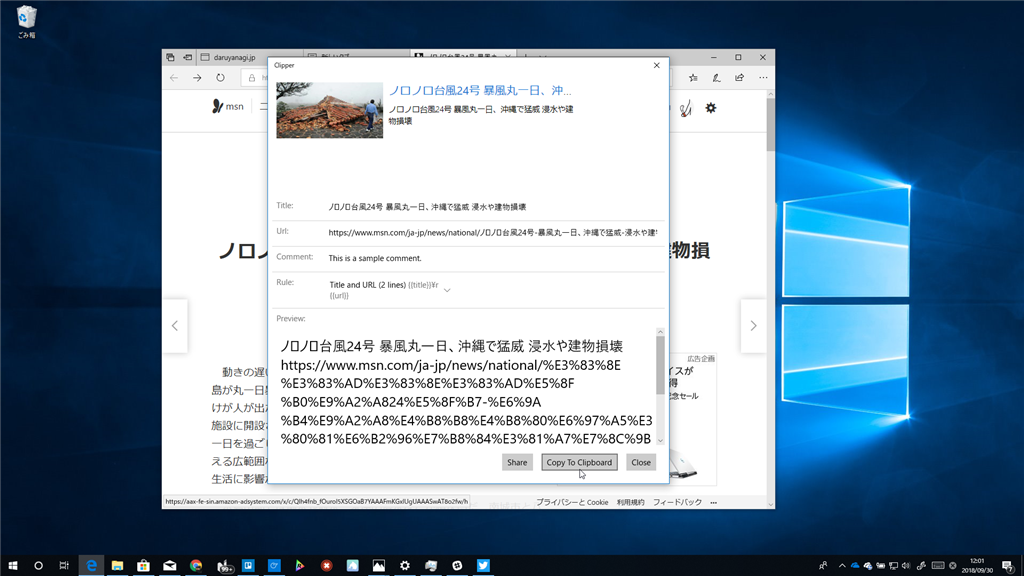 ごみ箱
daruyanagi.jp
Clipper
msn
ノロノロ台風24号 暴風丸一日、沖...
ノロノロ台風24号 暴風丸一日、沖縄で猛威 浸水や建
物損壊
Title:
ノロノロ台風24号 暴風丸一日、沖縄で猛威 浸水や建物損壊
Url:
https://www.msn.com/ja-jp/news/national/ノロノロ台風24号-暴風丸一日、沖縄で猛威-浸水や建
Comment:
This is a sample comment.
Rule:
Title and URL (2 lines) {{title}}¥r
{{url}}
Preview:
ノロノロ台風24号 暴風丸一日、沖縄で猛威 浸水や建物損壊
https://www.msn.com/ja-jp/news/national/%E3%83%8E
%E3%83%AD%E3%83%8E%E3%83%AD%E5%8F
%B0%E9%A2%A824%E5%8F%B7-%E6%9A
%B4%E9%A2%A8%E4%B8%B8%E4%B8%80%E6%97%A5%E3
%80%81%E6%B2%96%E7%B8%84%E3%81%A7%E7%8C%9B
Share
Copy To Clipboard
Close
ノロ
建物損
動きの遅
島が丸一日
けが人が出
施設に開設
一日を過ご
える広範囲
生活に影響
広告企画
イスが
得
念セール
https://aax-fe-sin.amazon-adsystem.com/x/c/
プライバシーと Cookie
利用規約
フィードバック
99+
12:01
2018/09/30
7